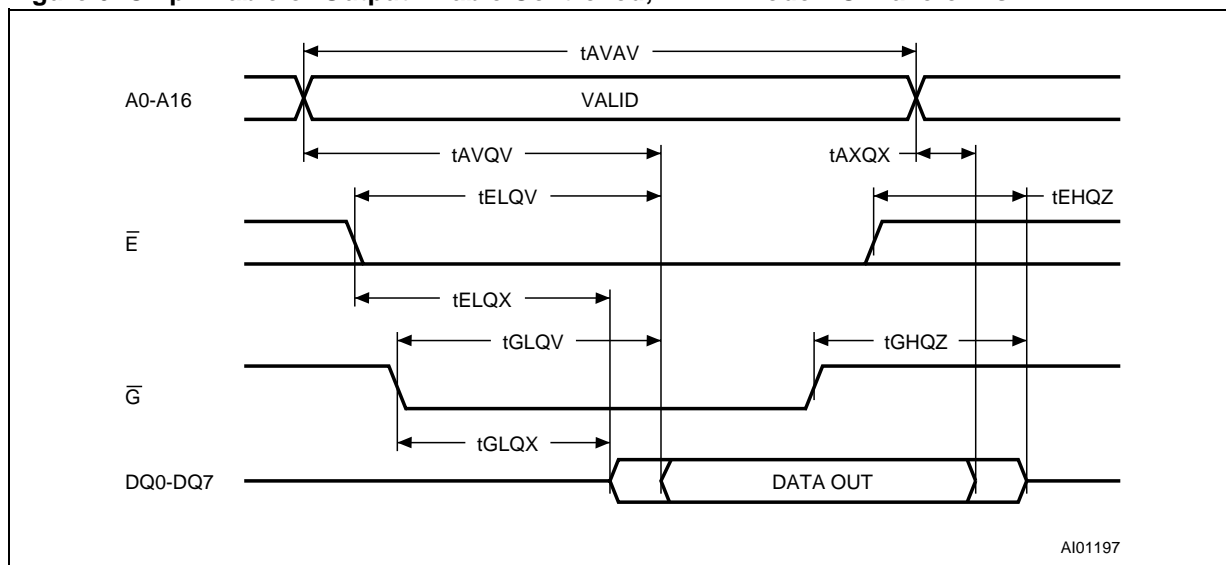 tAVAV
A0-A16
VALID
tAVQV
tAXQX
tELQV
tEHQZ
E̅
tELQX
tGLQV
tGHQZ
G̅
tGLQX
DQ0-DQ7
DATA OUT
AI01197